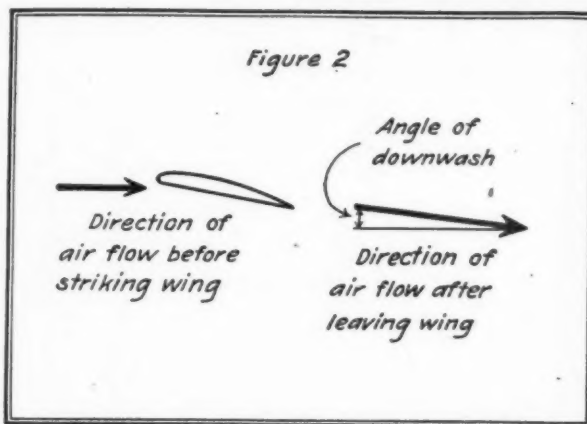 Figure 2
Angle of
downwash
Direction of
air flow before
striking wing
Direction of
air flow after
leaving wing